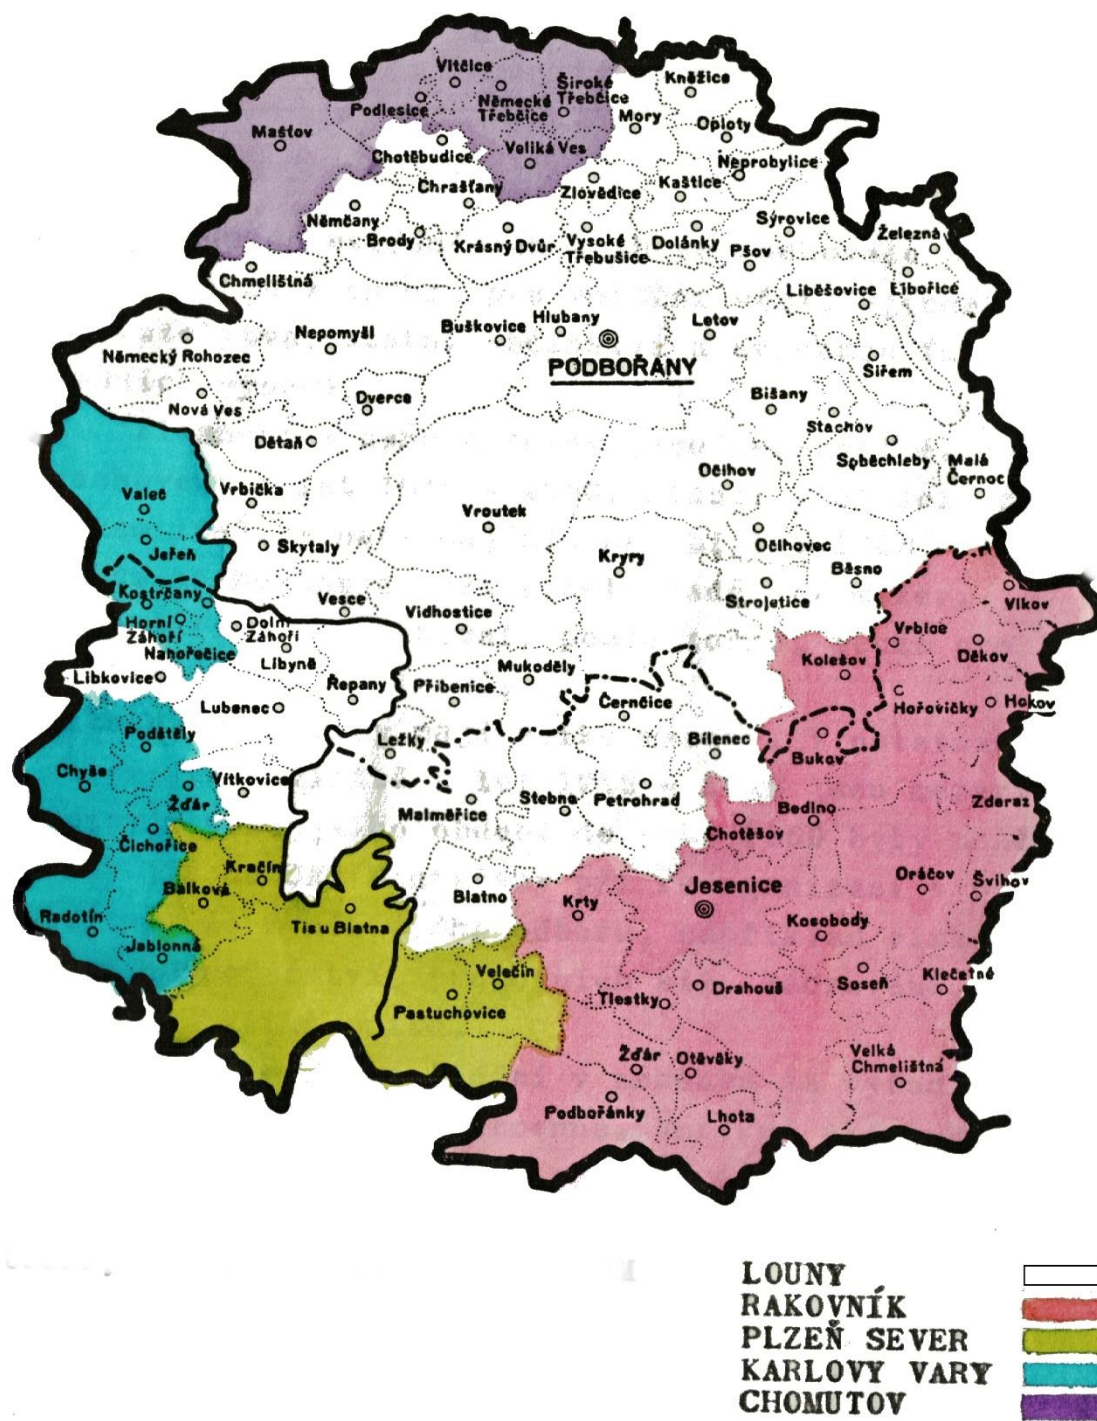 Vitčice
Široké
Třebčice
Kněžice
Podlesice
Německé
Třebčice
Mory
Oploty
Mašťov
Chotěbudice
Veliká Ves
Neprobylice
Chrašťany
Zlovědice
Kaštice
Němčany
Brody
Krásný Dvůr
Vysoké
Třebušice
Dolánky
Sýrovice
Železná
Pšov
Chmelištná
Liběšovice
Libořice
Nepomyšl
Buškovice
Hlubany
Letov
Německý Rohozec
PODBOŘANY
Siřem
Nová Ves
Dverce
Bišany
Stachov
Dětaň
Soběchleby
Malá
Černoc
Očihov
Valeč
Vrbička
Vroutek
Jeřeň
Skytaly
Očihovec
Kryry
Běsno
Kostrčany
Vesce
Vidhostice
Strojetice
Vlkov
Horní
Záhoří
Dolní
Záhoří
Vrbice
Nahořečice
Libyně
Kolešov
Děkov
Libkovice
Řepany
Příbenice
Mukoděly
Lubenec
Černčice
Hořovičky
Hokov
Podštěly
Ležky
Bílenec
Bukov
Chyše
Vítkovice
Žďár
Malměřice
Stebno
Petrohrad
Bedlno
Zderaz
Čichořice
Chotěšov
Kračín
Bálková
Blatno
Krty
Jesenice
Oráčov
Švihov
Radotín
Tis u Blatna
Kosobody
Jablonná
Velečín
Klečetné
Pastuchovice
Tlestky
Drahouš
Soseň
Žďár
Otěvěky
Velká
Chmelištná
Podbořánky
Lhota
LOUNY
RAKOVNÍK
PLZEŇ SEVER
KARLOVY VARY
CHOMUTOV